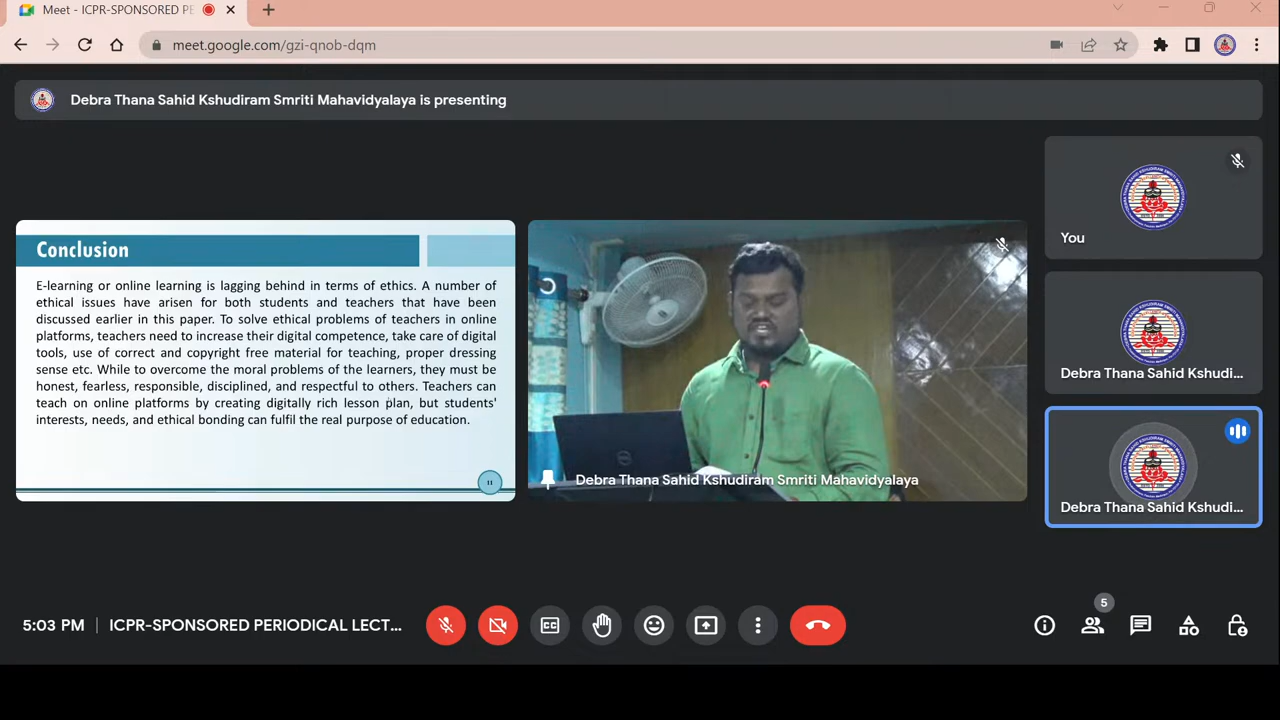 Meet - ICPR-SPONSORED PE
meet.google.com/gzi-qnob-dqm
Debra Thana Sahid Kshudiram Smriti Mahavidyalaya is presenting
You
Debra Thana Sahid Kshudi...
Debra Thana Sahid Kshudi...
Conclusion
E-learning or online learning is lagging behind in terms of ethics. A number of
ethical issues have arisen for both students and teachers that have been
discussed earlier in this paper. To solve ethical problems of teachers in online
platforms, teachers need to increase their digital competence, take care of digital
tools, use of correct and copyright free material for teaching, proper dressing
sense etc. While to overcome the moral problems of the learners, they must be
honest, fearless, responsible, disciplined, and respectful to others. Teachers can
teach on online platforms by creating digitally rich lesson plan, but students'
interests, needs, and ethical bonding can fulfil the real purpose of education.
11
Debra Thana Sahid Kshudiram Smriti Mahavidyalaya
5:03 PM | ICPR-SPONSORED PERIODICAL LECT...
5